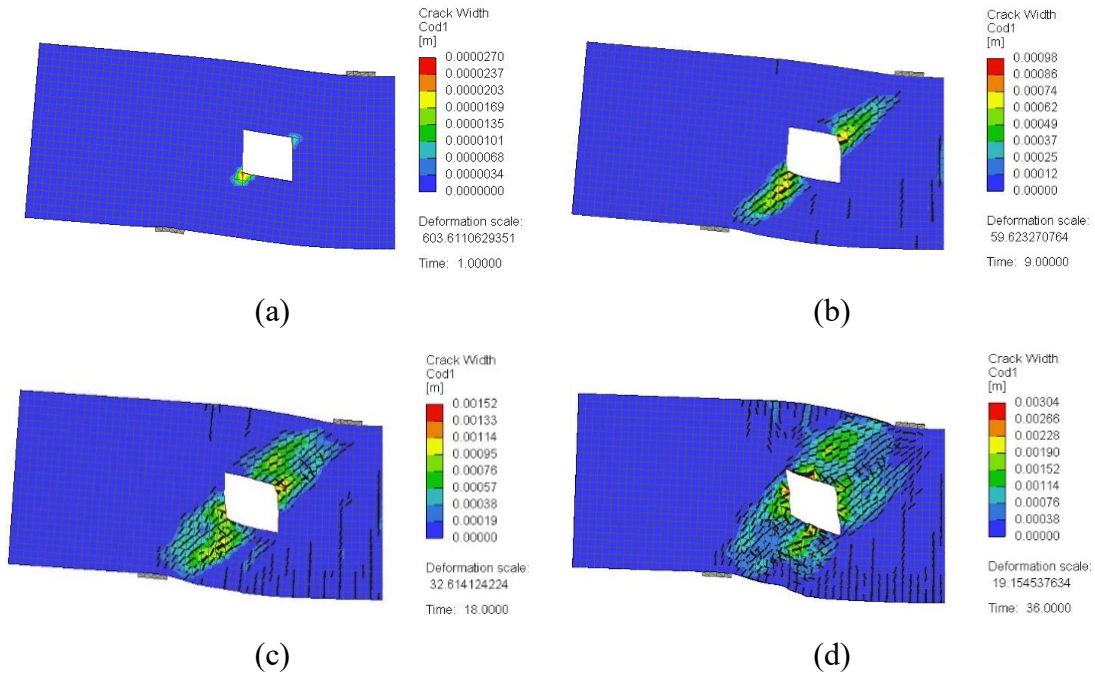 Crack Width
Cod1
[m]
0.0000270
0.0000237
0.0000203
0.0000169
0.0000135
0.0000101
0.0000068
0.0000034
0.0000000
Deformation scale:
603.6110629351
Time: 1.00000
(a)
Crack Width
Cod1
[m]
0.00098
0.00086
0.00074
0.00062
0.00049
0.00037
0.00025
0.00012
0.00000
Deformation scale:
59.623270764
Time: 9.00000
(b)
Crack Width
Cod1
[m]
0.00152
0.00133
0.00114
0.00095
0.00076
0.00057
0.00038
0.00019
0.00000
Deformation scale:
32.614124224
Time: 18.0000
(c)
Crack Width
Cod1
[m]
0.00304
0.00266
0.00228
0.00190
0.00152
0.00114
0.00076
0.00038
0.00000
Deformation scale:
19.154537634
Time: 36.0000
(d)